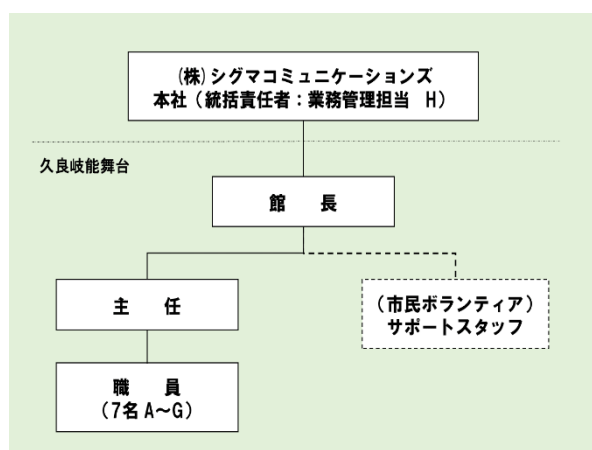 (株)シグマコミュニケーションズ
本社（統括責任者：業務管理担当　H）
久良岐能舞台
館　長
主　任
（市民ボランティア）
サポートスタッフ
職　員
（7名 A～G）